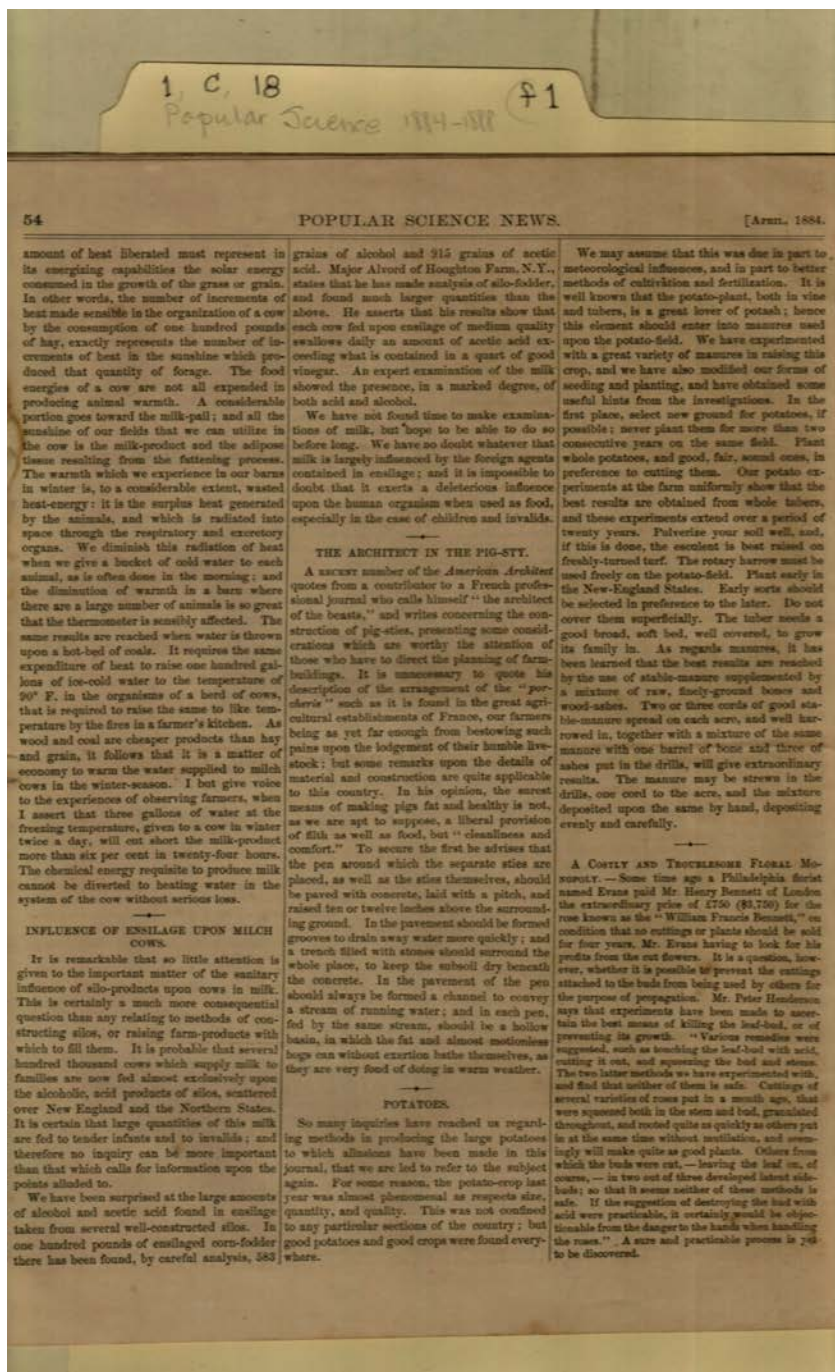 1, C, 18
f1
Popular Science 1884-1888
54
POPULAR SCIENCE NEWS.
[APRIL, 1884.
amount of heat liberated must represent in
its energizing capabilities the solar energy
consumed in the growth of the grass or grain.
In other words, the number of increments of
heat made sensible in the organization of a cow
by the consumption of one hundred pounds
of hay, exactly represents the number of in-
crements of heat in the sunshine which pro-
duced that quantity of forage. The food
energies of a cow are not all expended in
producing animal warmth. A considerable
portion goes toward the milk-pail; and all the
sunshine of our fields that we can utilize in
the cow is the milk-product and the adipose
tissue resulting from the fattening process.
The warmth which we experience in our barns
in winter is, to a considerable extent, wasted
heat-energy: it is the surplus heat generated
by the animals, and which is radiated into
space through the respiratory and excretory
organs. We diminish this radiation of heat
when we give a bucket of cold water to each
animal, as is often done in the morning; and
the diminution of warmth in a barn where
there are a large number of animals is so great
that the thermometer is sensibly affected. The
same results are reached when water is thrown
upon a hot-bed of coals. It requires the same
expenditure of heat to raise one hundred gal-
lons of ice-cold water to the temperature of
90° F. in the organisms of a herd of cows,
that is required to raise the same to like tem-
perature by the fires in a farmer's kitchen. As
wood and coal are cheaper products than hay
and grain, it follows that it is a matter of
economy to warm the water supplied to milch
cows in the winter-season. I but give voice
to the experiences of observing farmers, when
I assert that three gallons of water at the
freezing temperature, given to a cow in winter
twice a day, will cut short the milk-product
more than six per cent in twenty-four hours.
The chemical energy requisite to produce milk
cannot be diverted to heating water in the
system of the cow without serious loss.
INFLUENCE OF ENSILAGE UPON MILCH
COWS.
IT is remarkable that so little attention is
given to the important matter of the sanitary
influence of silo-products upon cows in milk.
This is certainly a much more consequential
question than any relating to methods of con-
structing silos, or raising farm-products with
which to fill them. It is probable that several
hundred thousand cows which supply milk to
families are now fed almost exclusively upon
the alcoholic, acid products of silos, scattered
over New England and the Northern States.
It is certain that large quantities of this milk
are fed to tender infants and to invalids; and
therefore no inquiry can be more important
than that which calls for information upon the
points alluded to.
We have been surprised at the large amounts
of alcohol and acetic acid found in ensilage
taken from several well-constructed silos. In
one hundred pounds of ensilaged corn-fodder
there has been found, by careful analysis, 583
grains of alcohol and 915 grains of acetic
acid. Major Alvord of Houghton Farm, N.Y.,
states that he has made analysis of silo-fodder,
and found much larger quantities than the
above. He asserts that his results show that
each cow fed upon ensilage of medium quality
swallows daily an amount of acetic acid ex-
ceeding what is contained in a quart of good
vinegar. An expert examination of the milk
showed the presence, in a marked degree, of
both acid and alcohol.
We have not found time to make examina-
tions of milk, but hope to be able to do so
before long. We have no doubt whatever that
milk is largely influenced by the foreign agents
contained in ensilage; and it is impossible to
doubt that it exerts a deleterious influence
upon the human organism when used as food,
especially in the case of children and invalids.
THE ARCHITECT IN THE PIG-STY.
A RECENT number of the American Architect
quotes from a contributor to a French profes-
sional journal who calls himself "the architect
of the beasts," and writes concerning the con-
struction of pig-sties, presenting some consid-
erations which are worthy the attention of
those who have to direct the planning of farm-
buildings. It is unnecessary to quote his
description of the arrangement of the "por-
cherie" such as it is found in the great agri-
cultural establishments of France, our farmers
being as yet far enough from bestowing such
pains upon the lodgement of their humble live-
stock; but some remarks upon the details of
material and construction are quite applicable
to this country. In his opinion, the surest
means of making pigs fat and healthy is not,
as we are apt to suppose, a liberal provision
of filth as well as food, but "cleanliness and
comfort." To secure the first he advises that
the pen around which the separate sties are
placed, as well as the sties themselves, should
be paved with concrete, laid with a pitch, and
raised ten or twelve inches above the surround-
ing ground. In the pavement should be formed
grooves to drain away water more quickly; and
a trench filled with stones should surround the
whole place, to keep the subsoil dry beneath
the concrete. In the pavement of the pen
should always be formed a channel to convey
a stream of running water; and in each pen,
fed by the same stream, should be a hollow
basin, in which the fat and almost motionless
hogs can without exertion bathe themselves, as
they are very fond of doing in warm weather.
POTATOES.
So many inquiries have reached us regard-
ing methods in producing the large potatoes
to which allusions have been made in this
journal, that we are led to refer to the subject
again. For some reason, the potato-crop last
year was almost phenomenal as respects size,
quantity, and quality. This was not confined
to any particular sections of the country; but
good potatoes and good crops were found every-
where.
We may assume that this was due in part to
meteorological influences, and in part to better
methods of cultivation and fertilization. It is
well known that the potato-plant, both in vine
and tubers, is a great lover of potash; hence
this element should enter into manures used
upon the potato-field. We have experimented
with a great variety of manures in raising this
crop, and we have also modified our forms of
seeding and planting, and have obtained some
useful hints from the investigations. In the
first place, select new ground for potatoes, if
possible; never plant them for more than two
consecutive years on the same field. Plant
whole potatoes, and good, fair, sound ones, in
preference to cutting them. Our potato ex-
periments at the farm uniformly show that the
best results are obtained from whole tubers,
and these experiments extend over a period of
twenty years. Pulverize your soil well, and,
if this is done, the esculent is best raised on
freshly-turned turf. The rotary harrow must be
used freely on the potato-field. Plant early in
the New-England States. Early sorts should
be selected in preference to the later. Do not
cover them superficially. The tuber needs a
good broad, soft bed, well covered, to grow
its family in. As regards manures, it has
been learned that the best results are reached
by the use of stable-manure supplemented by
a mixture of raw, finely-ground bones and
wood-ashes. Two or three cords of good sta-
ble-manure spread on each acre, and well har-
rowed in, together with a mixture of the same
manure with one barrel of bone and three of
ashes put in the drills, will give extraordinary
results. The manure may be strewn in the
drills, one cord to the acre, and the mixture
deposited upon the same by hand, depositing
evenly and carefully.
A COSTLY AND TROUBLESOME FLORAL MO-
NOPOLY. — Some time ago a Philadelphia florist
named Evans paid Mr. Henry Bennett of London
the extraordinary price of £750 ($3,750) for the
rose known as the "William Francis Bennett," on
condition that no cuttings or plants should be sold
for four years, Mr. Evans having to look for his
profits from the cut flowers. It is a question, how-
ever, whether it is possible to prevent the cuttings
attached to the buds from being used by others for
the purpose of propagation. Mr. Peter Henderson
says that experiments have been made to ascer-
tain the best means of killing the leaf-bud, or of
preventing its growth. "Various remedies were
suggested, such as touching the leaf-bud with acid,
cutting it out, and squeezing the bud and stems.
The two latter methods we have experimented with,
and find that neither of them is safe. Cuttings of
several varieties of roses put in a month ago, that
were squeezed both in the stem and bud, granulated
throughout, and rooted quite as quickly as others put
in at the same time without mutilation, and seem-
ingly will make quite as good plants. Others from
which the buds were cut, — leaving the leaf on, of
course, — in two out of three developed latent side-
buds; so that it seems neither of these methods is
safe. If the suggestion of destroying the bud with
acid were practicable, it certainly would be objec-
tionable from the danger to the hands when handling
the roses." A sure and practicable process is yet
to be discovered.